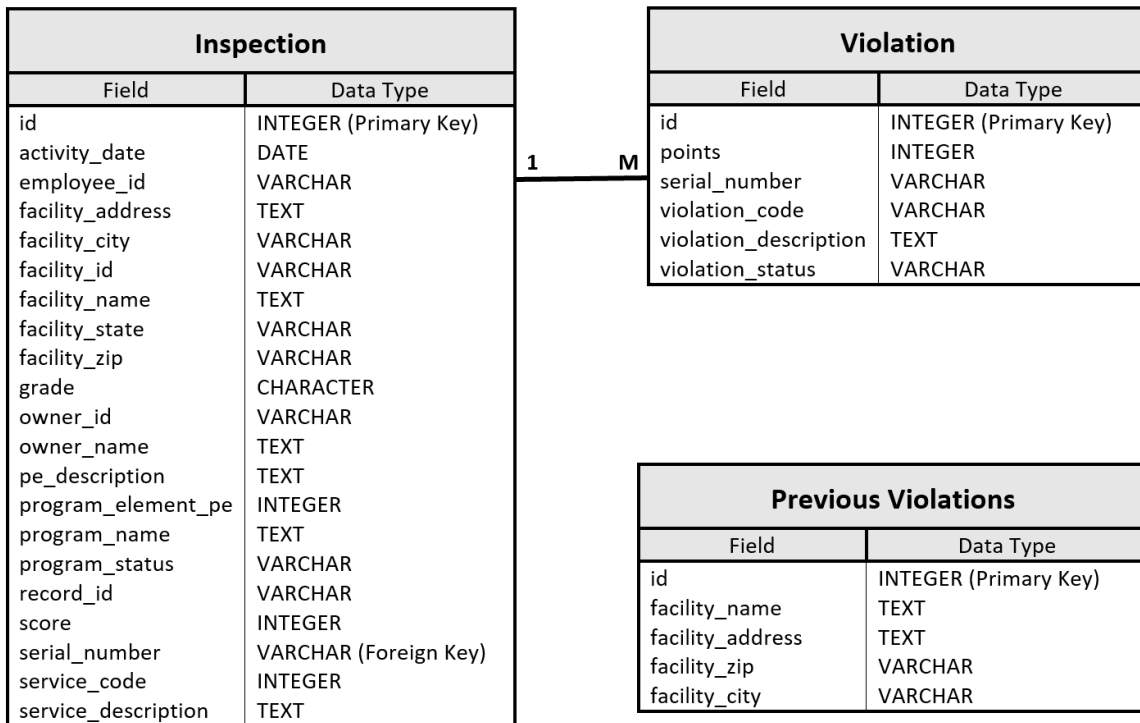 Inspection
Field Data Type
id INTEGER (Primary Key)
activity_date DATE
employee_id VARCHAR
facility_address TEXT
facility_city VARCHAR
facility_id VARCHAR
facility_name TEXT
facility_state VARCHAR
facility_zip VARCHAR
grade CHARACTER
owner_id VARCHAR
owner_name TEXT
pe_description TEXT
program_element_pe INTEGER
program_name TEXT
program_status VARCHAR
record_id VARCHAR
score INTEGER
serial_number VARCHAR (Foreign Key)
service_code INTEGER
service_description TEXT
1 M
Violation
Field Data Type
id INTEGER (Primary Key)
points INTEGER
serial_number VARCHAR
violation_code VARCHAR
violation_description TEXT
violation_status VARCHAR
Previous Violations
Field Data Type
id INTEGER (Primary Key)
facility_name TEXT
facility_address TEXT
facility_zip VARCHAR
facility_city VARCHAR